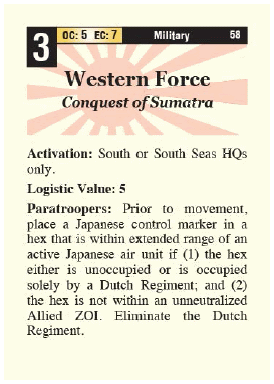 3 OC: 5 EC: 7 Military 58
Western Force
Conquest of Sumatra
Activation: South or South Seas HQs
only.
Logistic Value: 5
Paratroopers: Prior to movement,
place a Japanese control marker in a
hex that is within extended range of an
active Japanese air unit if (1) the hex
either is unoccupied or is occupied
solely by a Dutch Regiment; and (2)
the hex is not within an unneutralized
Allied ZOI. Eliminate the Dutch
Regiment.